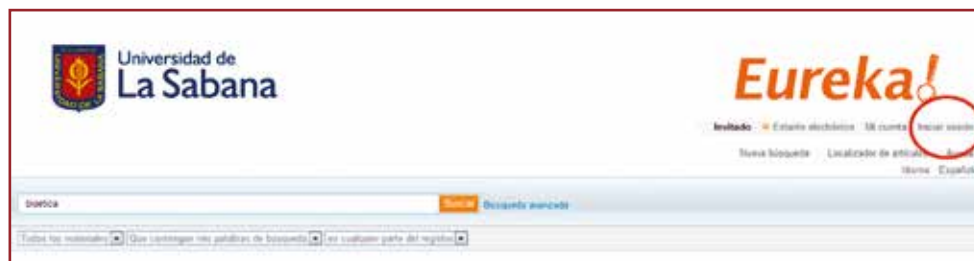 Universidad de
La Sabana
Eureka!
Invitado Estante electrónico Mi cuenta Iniciar sesión
Nueva búsqueda Localizador de artículos
Idioma Español
bioetica Buscar Búsqueda avanzada
Todos los materiales Que contengan mis palabras de búsqueda en cualquier parte del registro